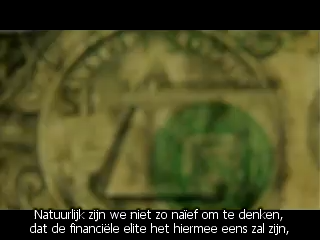 Natuurlijk zijn we niet zo naïef om te denken,
dat de financiële elite het hiermee eens zal zijn,